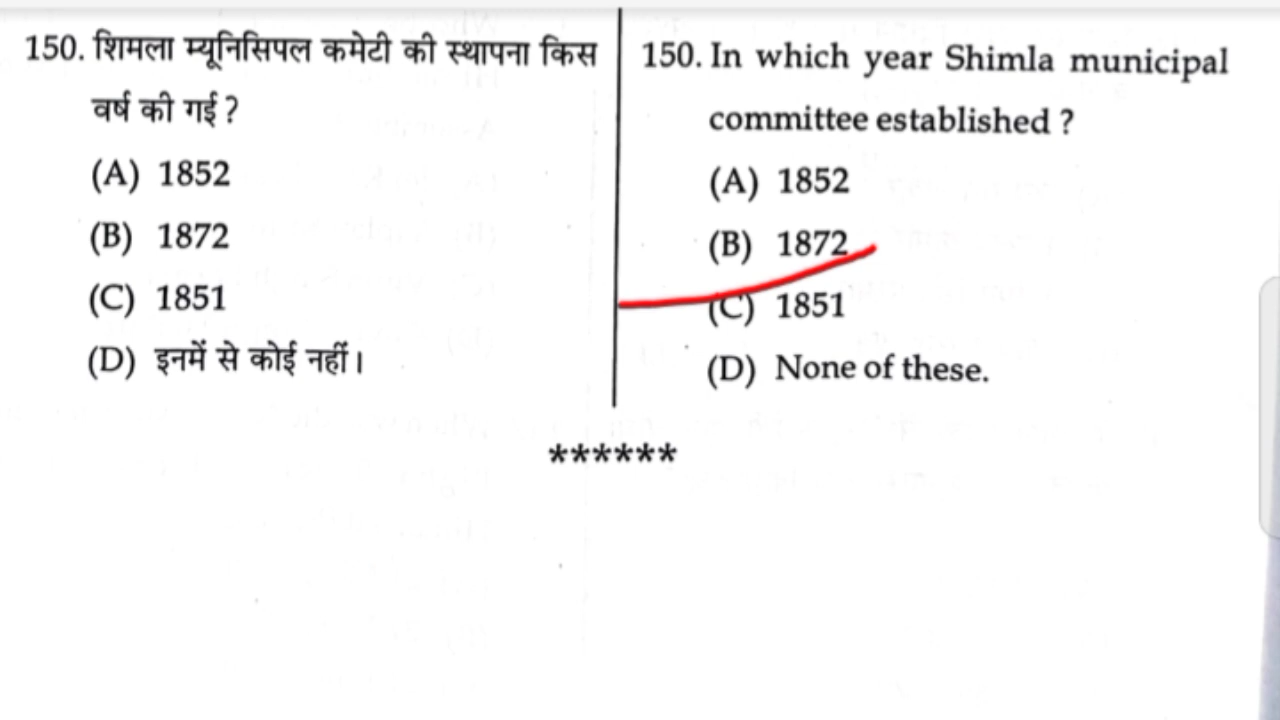 150. शिमला म्यूनिसिपल कमेटी की स्थापना किस
वर्ष की गई ?
(A) 1852
(B) 1872
(C) 1851
(D) इनमें से कोई नहीं।
150. In which year Shimla municipal
committee established ?
(A) 1852
(B) 1872
(C) 1851
(D) None of these.
******